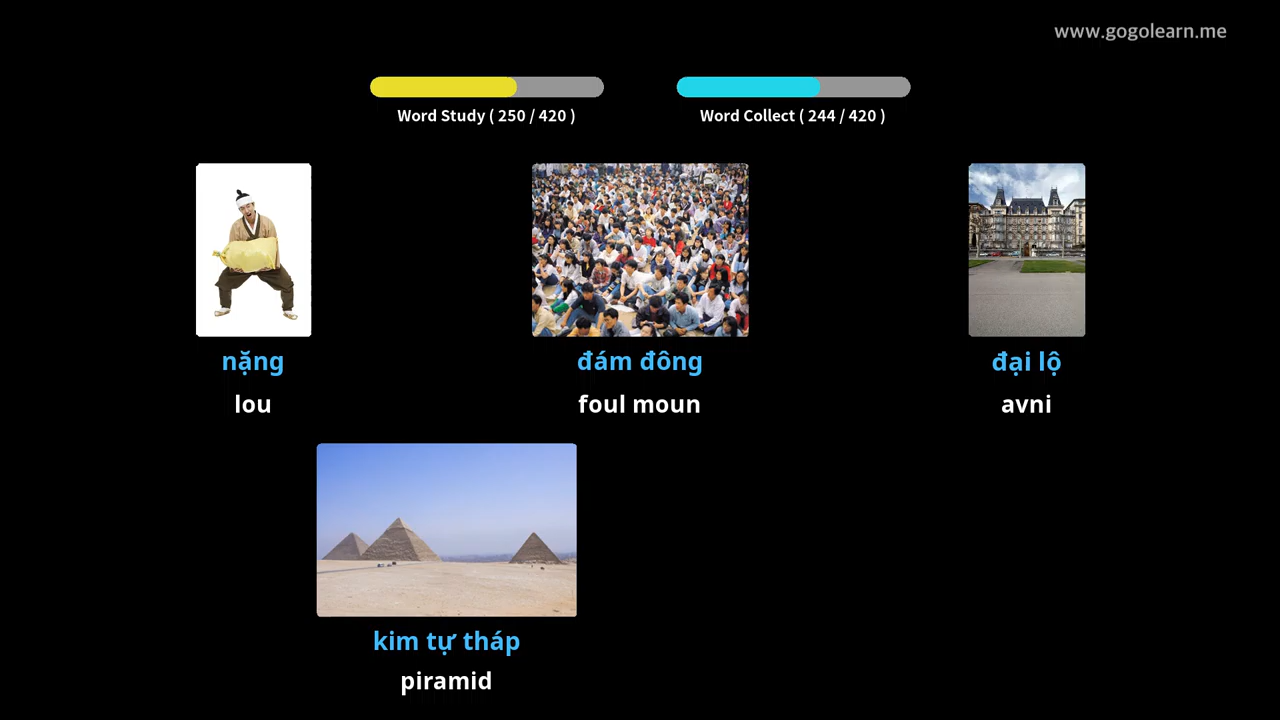 www.gogolearn.me
Word Study ( 250 / 420 )
Word Collect ( 244 / 420 )
nặng
lou
đám đông
foul moun
đại lộ
avni
kim tự tháp
piramid